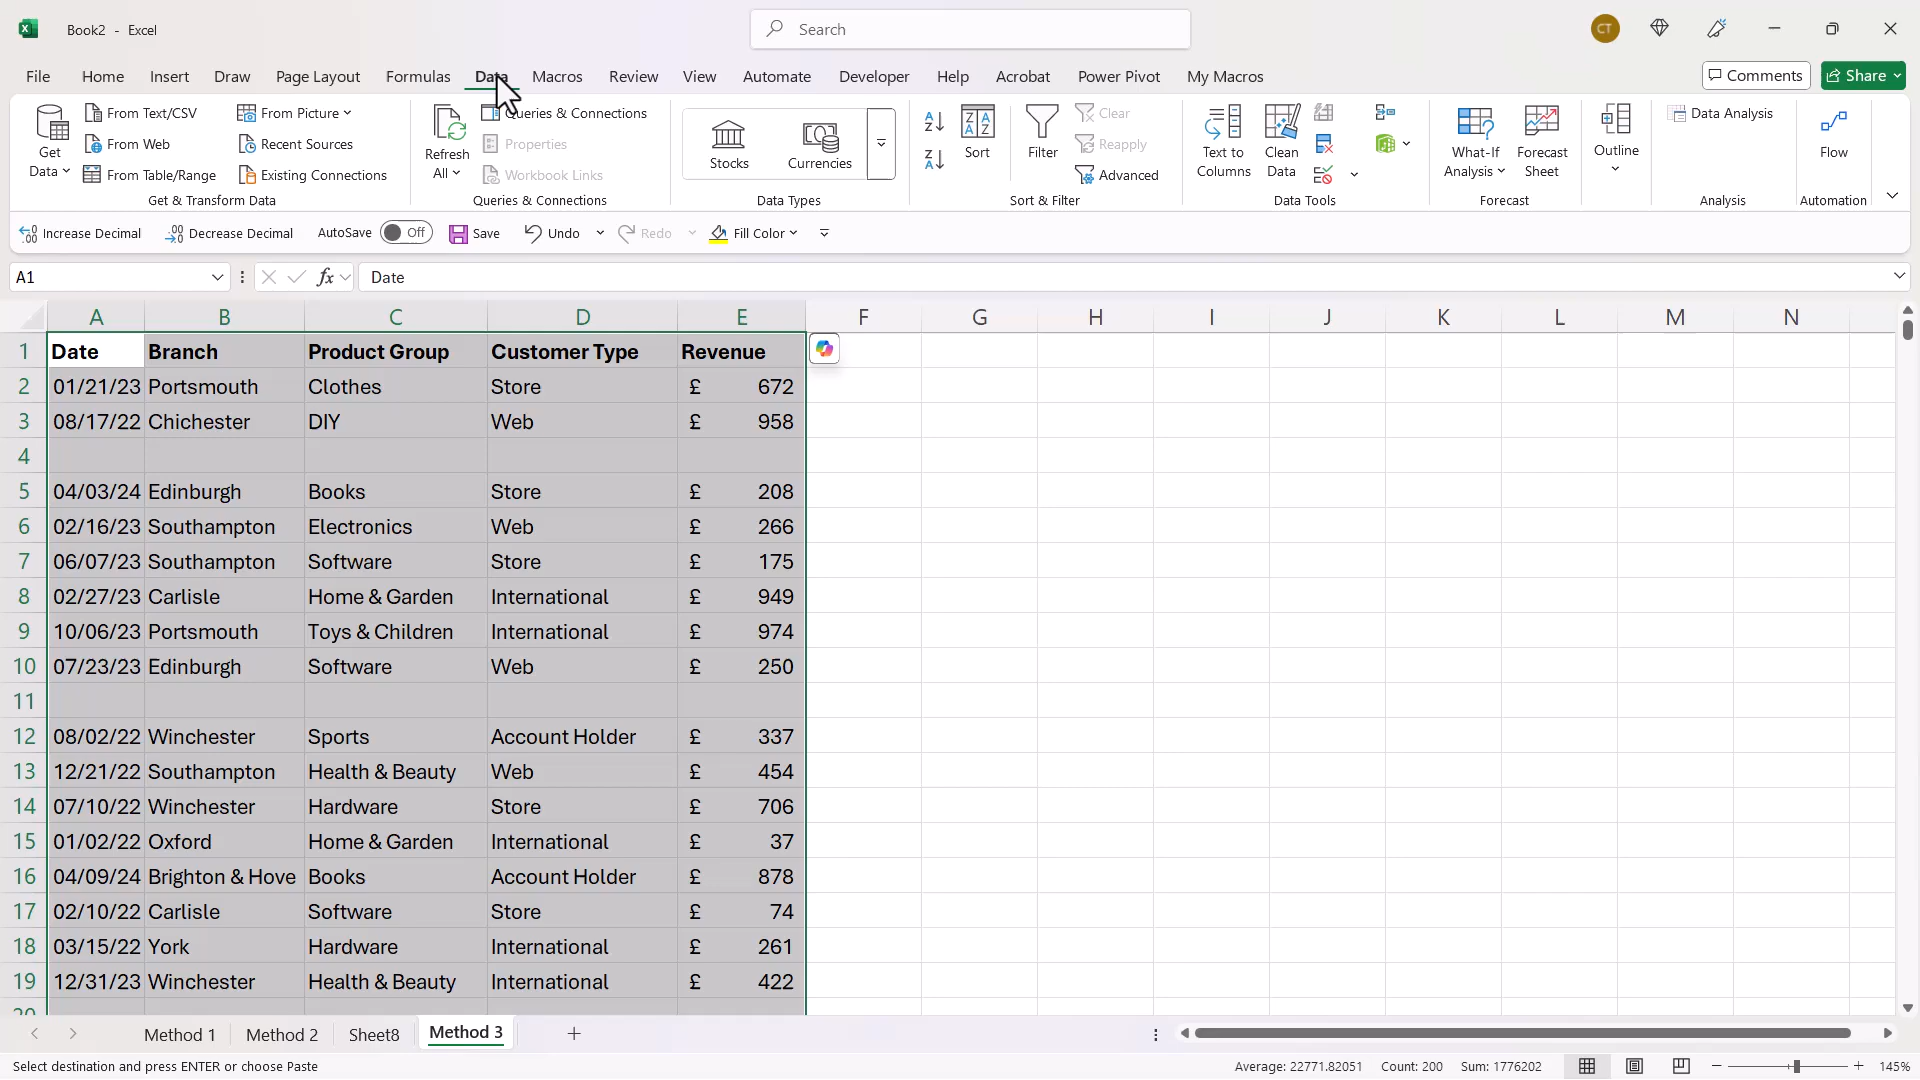 Book2 - Excel
Search
CT
File Home Insert Draw Page Layout Formulas Data Macros Review View Automate Developer Help Acrobat Power Pivot My Macros
Comments Share
Get Data
From Text/CSV
From Web
From Table/Range
From Picture
Recent Sources
Existing Connections
Get & Transform Data
Refresh All
Queries & Connections
Properties
Workbook Links
Queries & Connections
Stocks Currencies
Data Types
Sort
Filter
Clear
Reapply
Advanced
Sort & Filter
Text to Columns
Clean Data
Data Tools
What-If Analysis
Forecast Sheet
Forecast
Outline
Data Analysis
Analysis
Flow
Automation
Increase Decimal Decrease Decimal AutoSave Off Save Undo Redo Fill Color
A1 fx Date
A B C D E F G H I J K L M N
1 Date Branch Product Group Customer Type Revenue
2 01/21/23 Portsmouth Clothes Store £ 672
3 08/17/22 Chichester DIY Web £ 958
4
5 04/03/24 Edinburgh Books Store £ 208
6 02/16/23 Southampton Electronics Web £ 266
7 06/07/23 Southampton Software Store £ 175
8 02/27/23 Carlisle Home & Garden International £ 949
9 10/06/23 Portsmouth Toys & Children International £ 974
10 07/23/23 Edinburgh Software Web £ 250
11
12 08/02/22 Winchester Sports Account Holder £ 337
13 12/21/22 Southampton Health & Beauty Web £ 454
14 07/10/22 Winchester Hardware Store £ 706
15 01/02/22 Oxford Home & Garden International £ 37
16 04/09/24 Brighton & Hove Books Account Holder £ 878
17 02/10/22 Carlisle Software Store £ 74
18 03/15/22 York Hardware International £ 261
19 12/31/23 Winchester Health & Beauty International £ 422
20
Method 1 Method 2 Sheet8 Method 3
Select destination and press ENTER or choose Paste Average: 22771.82051 Count: 200 Sum: 1776202 145%